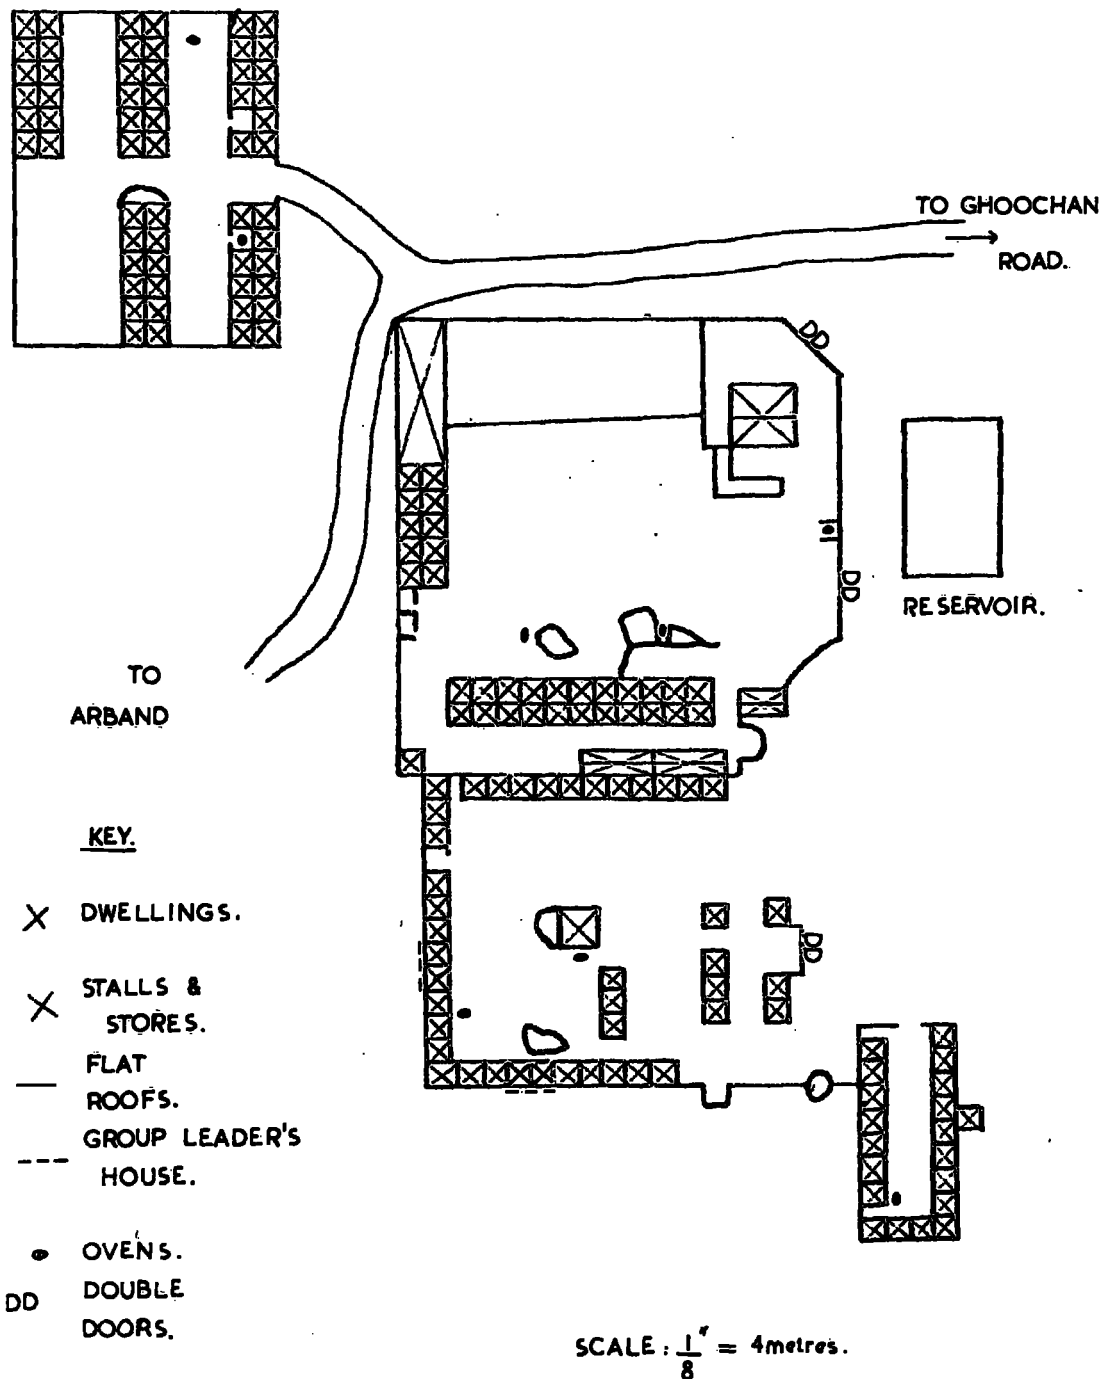 TO GHOOCHAN
ROAD.
DD
DD
RESERVOIR.
TO
ARBAND
KEY.
X DWELLINGS.
DD
X STALLS &
STORES.
FLAT
ROOFS.
GROUP LEADER'S
HOUSE.
OVENS.
DD DOUBLE
DOORS.
SCALE : 1/8" = 4metres.